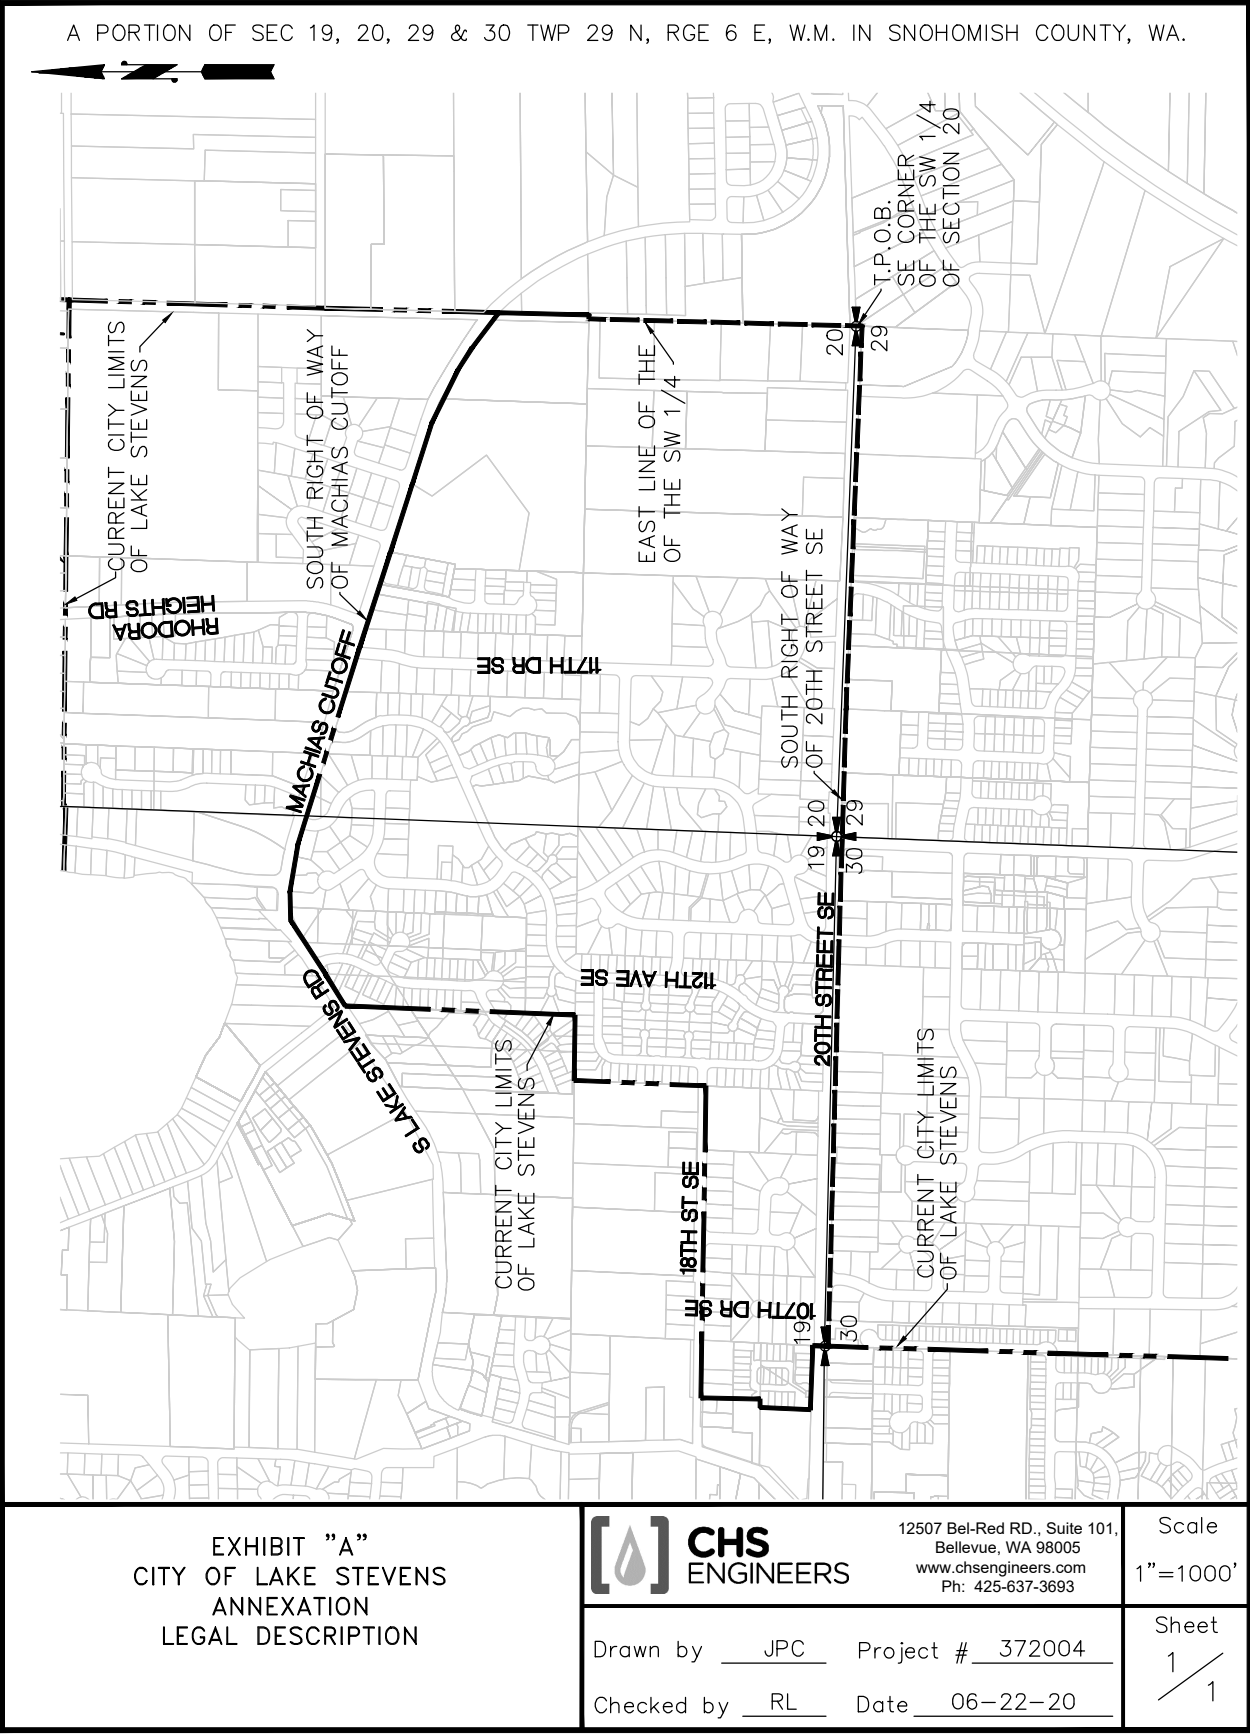 A PORTION OF SEC 19, 20, 29 & 30 TWP 29 N, RGE 6 E, W.M. IN SNOHOMISH COUNTY, WA.
T.P.O.B.
SE CORNER
OF THE SW 1/4
OF SECTION 20
CURRENT CITY LIMITS
OF LAKE STEVENS
SOUTH RIGHT OF WAY
OF MACHIAS CUTOFF
EAST LINE OF THE
OF THE SW 1/4
20
29
RHODORA
HEIGHTS RD
MACHIAS CUTOFF
117TH DR SE
SOUTH RIGHT OF WAY
OF 20TH STREET SE
19
20
30
29
20TH STREET SE
112TH AVE SE
S LAKE STEVENS RD
CURRENT CITY LIMITS
OF LAKE STEVENS
CURRENT CITY LIMITS
OF LAKE STEVENS
18TH ST SE
107TH DR SE
19
30
EXHIBIT "A"
CITY OF LAKE STEVENS
ANNEXATION
LEGAL DESCRIPTION
CHS
ENGINEERS
12507 Bel-Red RD., Suite 101,
Bellevue, WA 98005
www.chsengineers.com
Ph: 425-637-3693
Scale
1"=1000'
Drawn by JPC Project # 372004
Checked by RL Date 06-22-20
Sheet
1/1